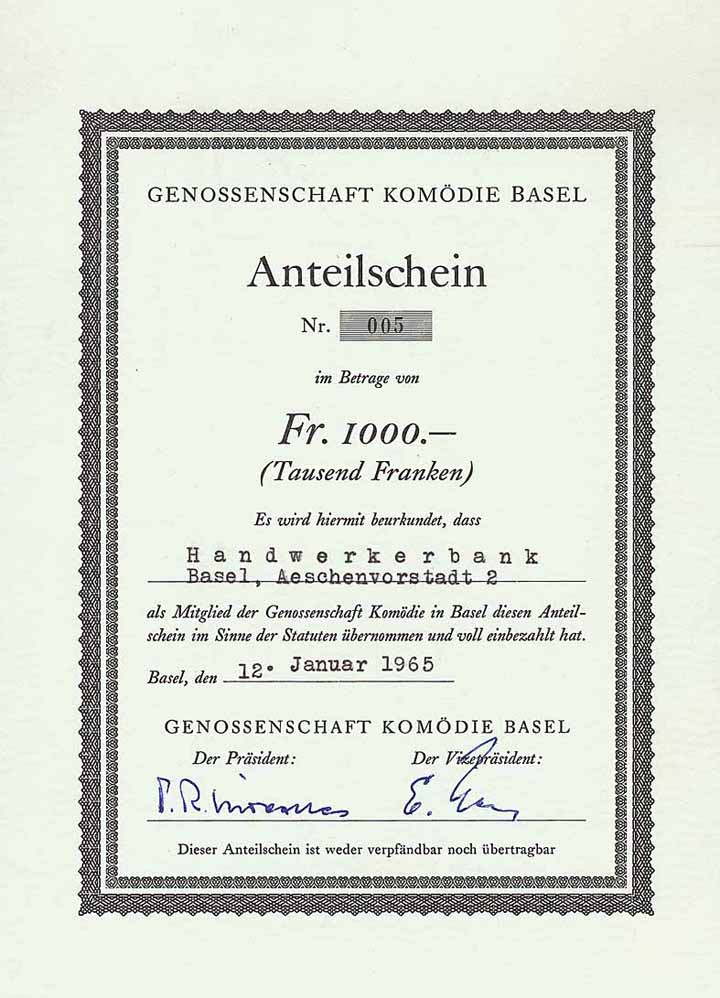 GENOSSENSCHAFT KOMÖDIE BASEL
Anteilschein
Nr. 005
im Betrage von
Fr. 1000.—
(Tausend Franken)
Es wird hiermit beurkundet, dass
Handwerkerbank
Basel, Aeschenvorstadt 2
als Mitglied der Genossenschaft Komödie in Basel diesen Anteil-
schein im Sinne der Statuten übernommen und voll einbezahlt hat.
Basel, den 12. Januar 1965
GENOSSENSCHAFT KOMÖDIE BASEL
Der Präsident: Der Vizepräsident:
Dieser Anteilschein ist weder verpfändbar noch übertragbar